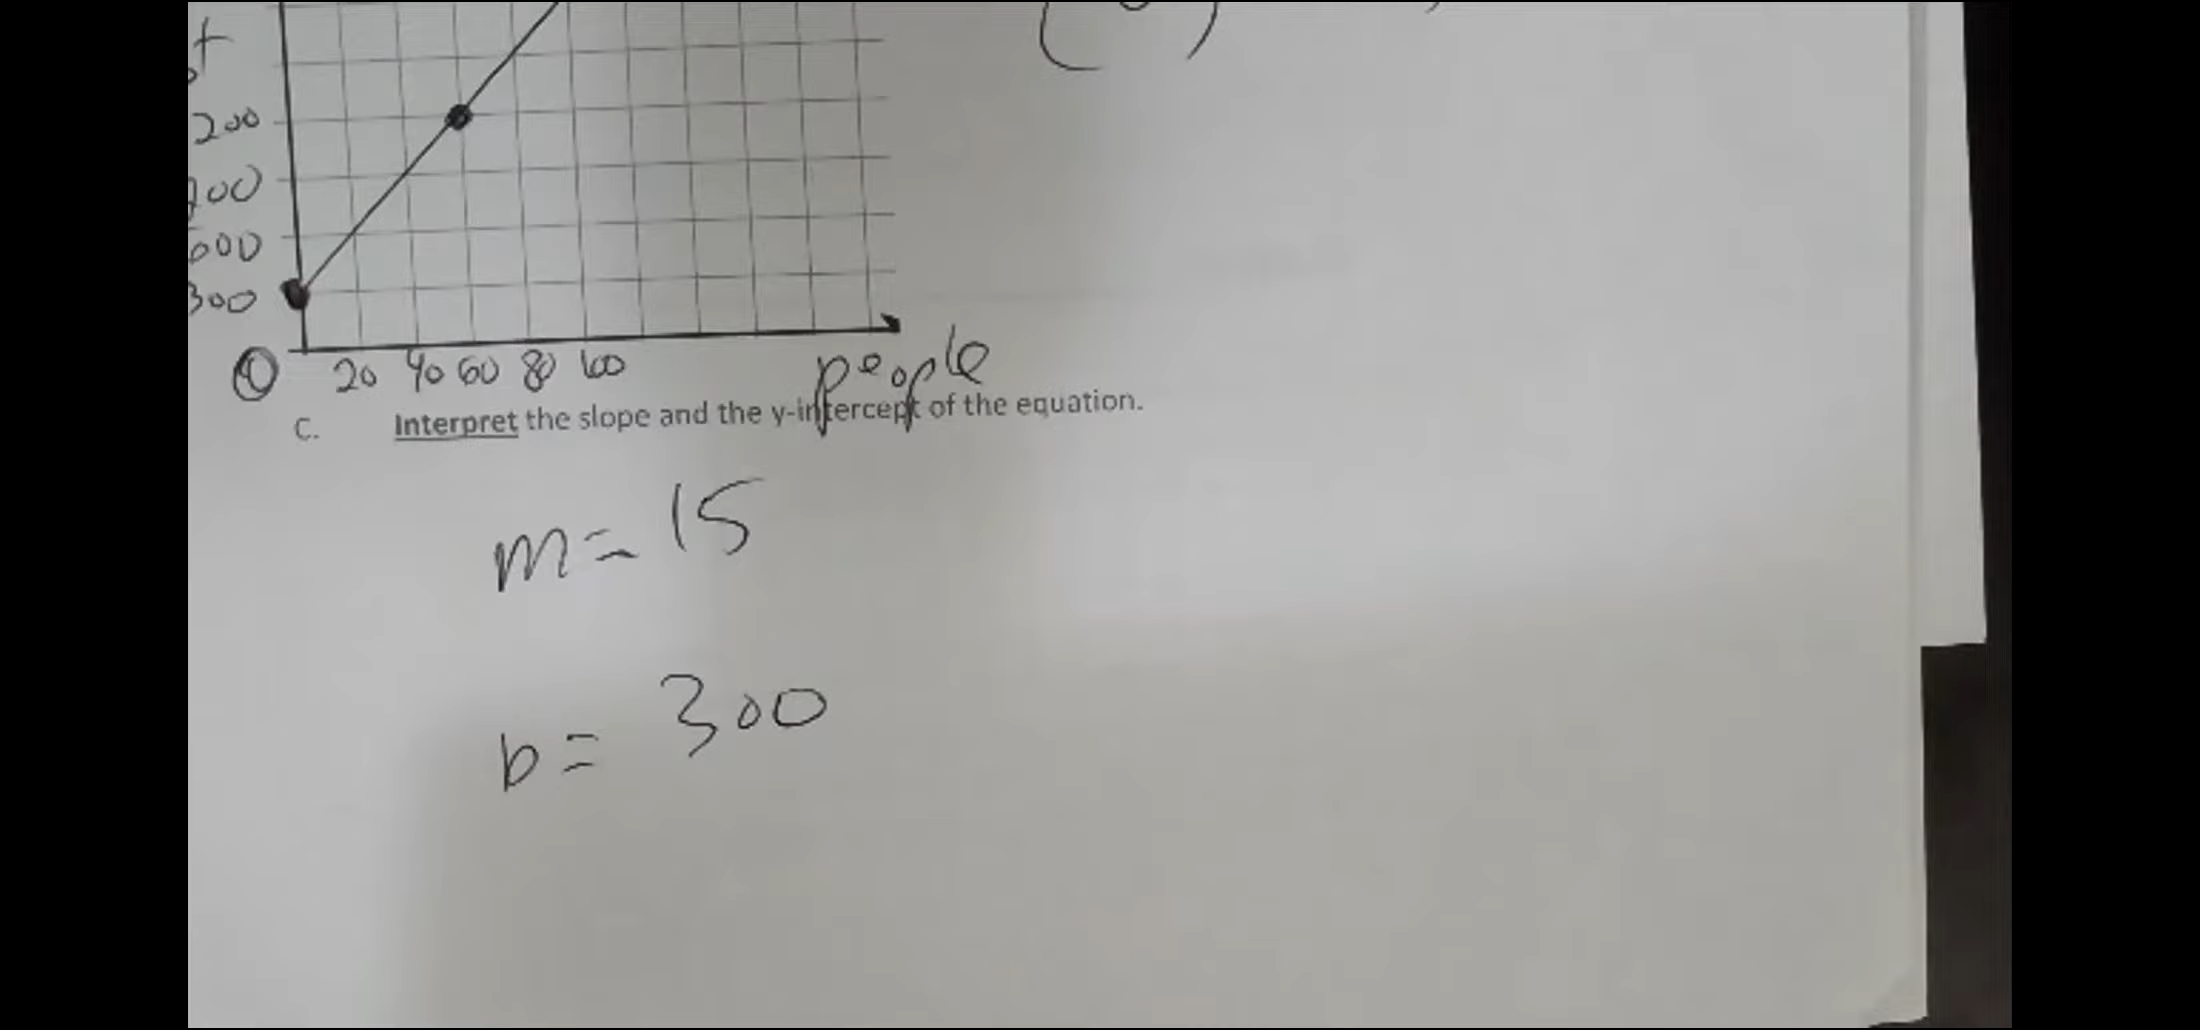 200
300
0 20 40 60 80 100
people
C. Interpret the slope and the y-intercept of the equation.
m = 15
b = 300